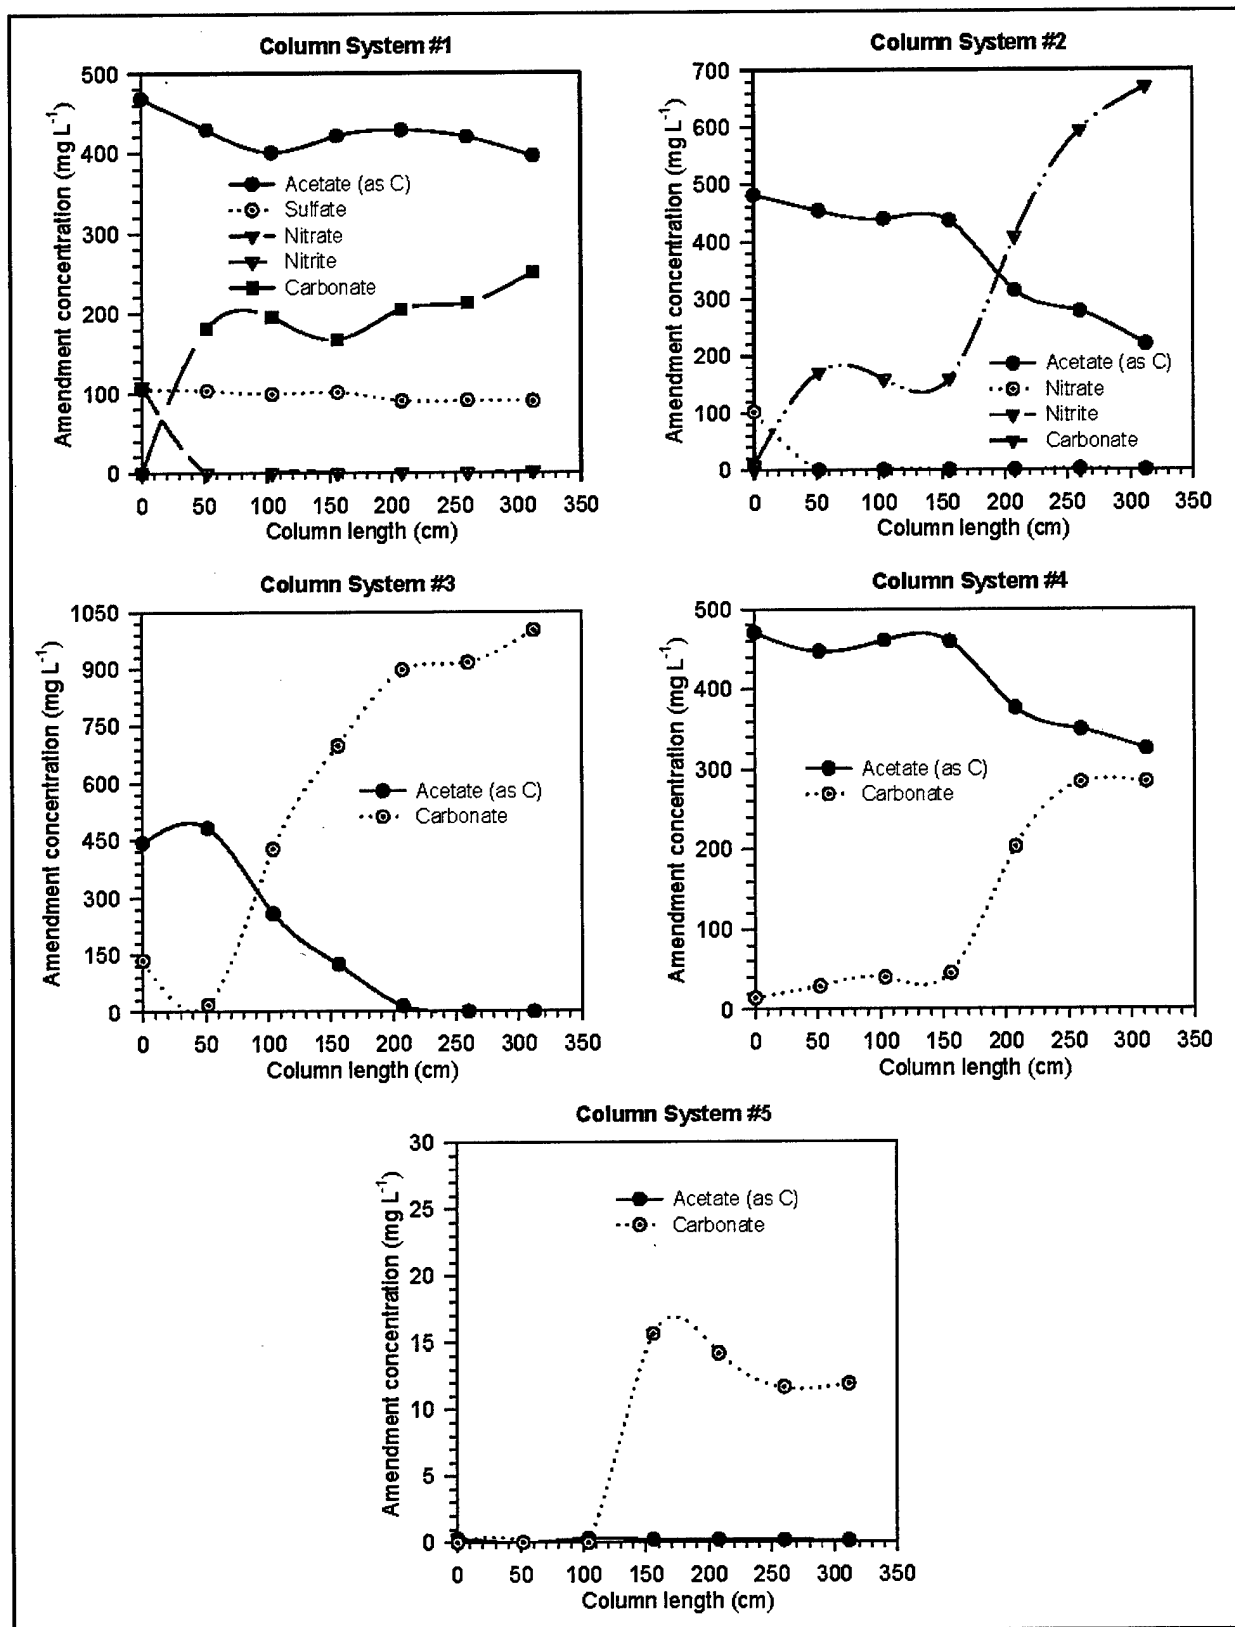 Column System #1
Amendment concentration (mg L-1)
500
400
300
200
100
0
Acetate (as C)
Sulfate
Nitrate
Nitrite
Carbonate
0 50 100 150 200 250 300 350
Column length (cm)
Column System #2
Amendment concentration (mg L-1)
700
600
500
400
300
200
100
0
Acetate (as C)
Nitrate
Nitrite
Carbonate
0 50 100 150 200 250 300 350
Column length (cm)
Column System #3
Amendment concentration (mg L-1)
1050
900
750
600
450
300
150
0
Acetate (as C)
Carbonate
0 50 100 150 200 250 300 350
Column length (cm)
Column System #4
Amendment concentration (mg L-1)
500
400
300
200
100
0
Acetate (as C)
Carbonate
0 50 100 150 200 250 300 350
Column length (cm)
Column System #5
Amendment concentration (mg L-1)
30
25
20
15
10
5
0
Acetate (as C)
Carbonate
0 50 100 150 200 250 300 350
Column length (cm)